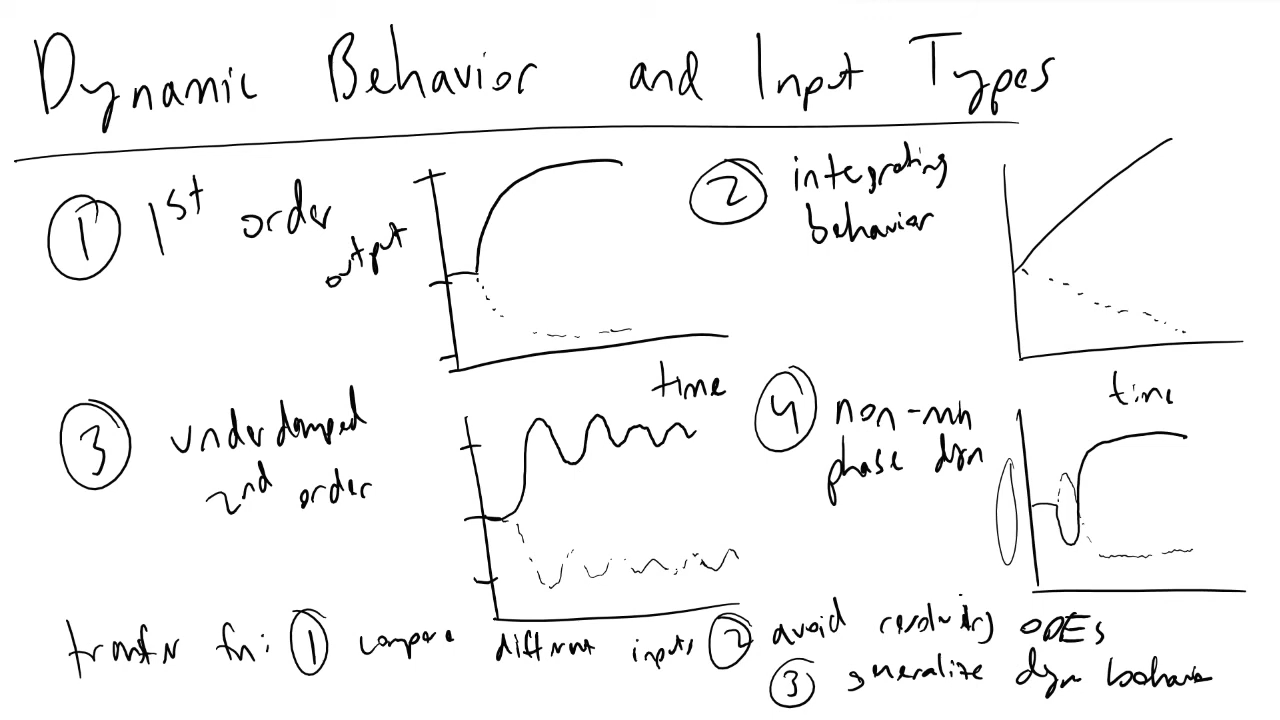 Dynamic Behavior and Input Types
① 1st order
output
time
② integrating
behavior
time
③ underdamped
2nd order
④ non-min
phase dyn
transfer fn: ① compare different inputs ② avoid resolving ODEs
③ generalize dyn behavior